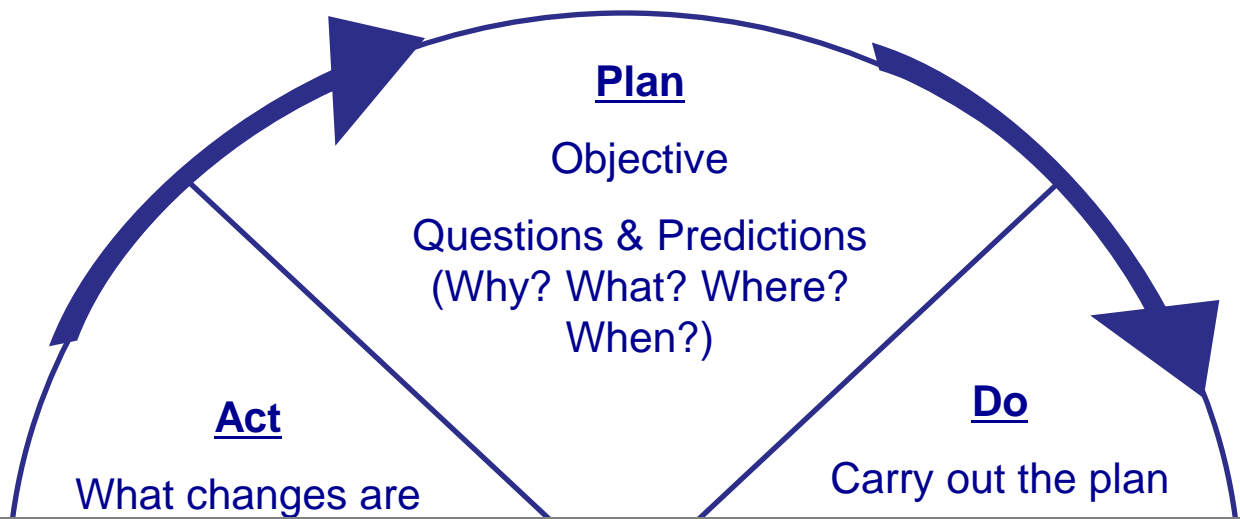 Plan
Objective
Questions & Predictions
(Why? What? Where?
When?)
Act
What changes are
Do
Carry out the plan